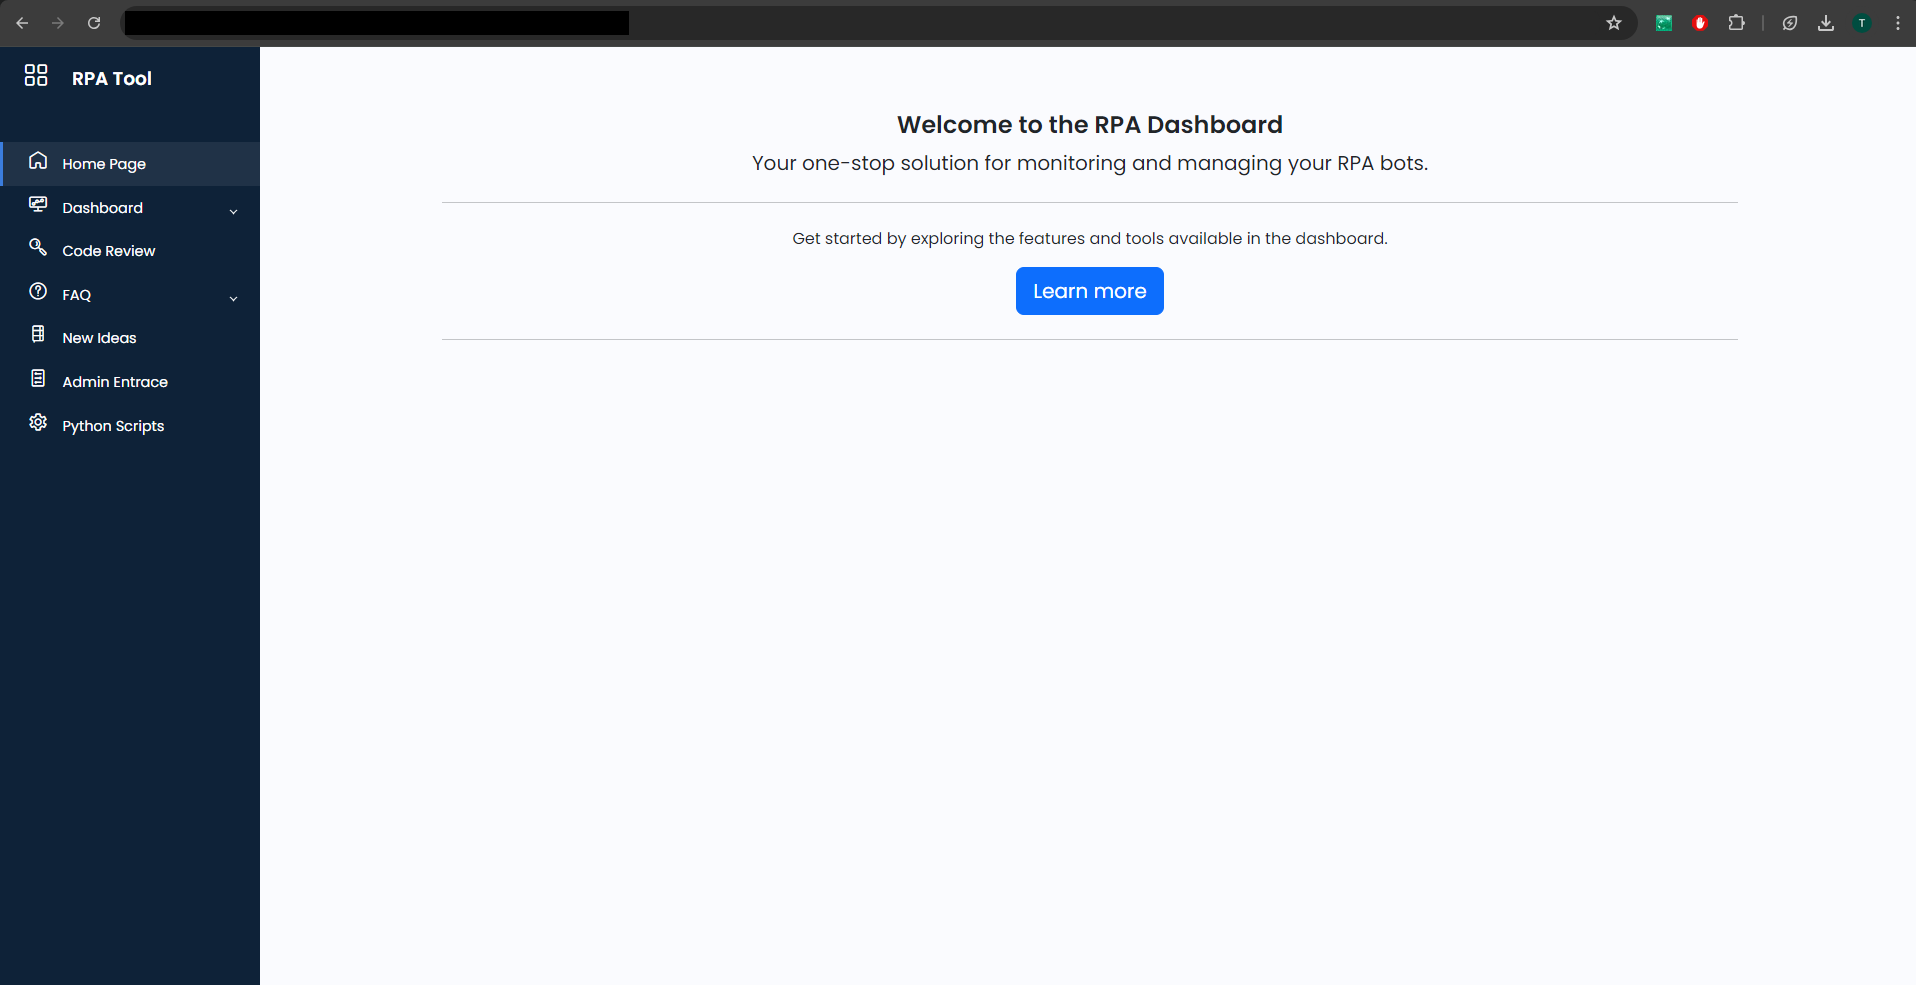 T
RPA Tool
Home Page
Dashboard
Code Review
FAQ
New Ideas
Admin Entrace
Python Scripts
Welcome to the RPA Dashboard
Your one-stop solution for monitoring and managing your RPA bots.
Get started by exploring the features and tools available in the dashboard.
Learn more